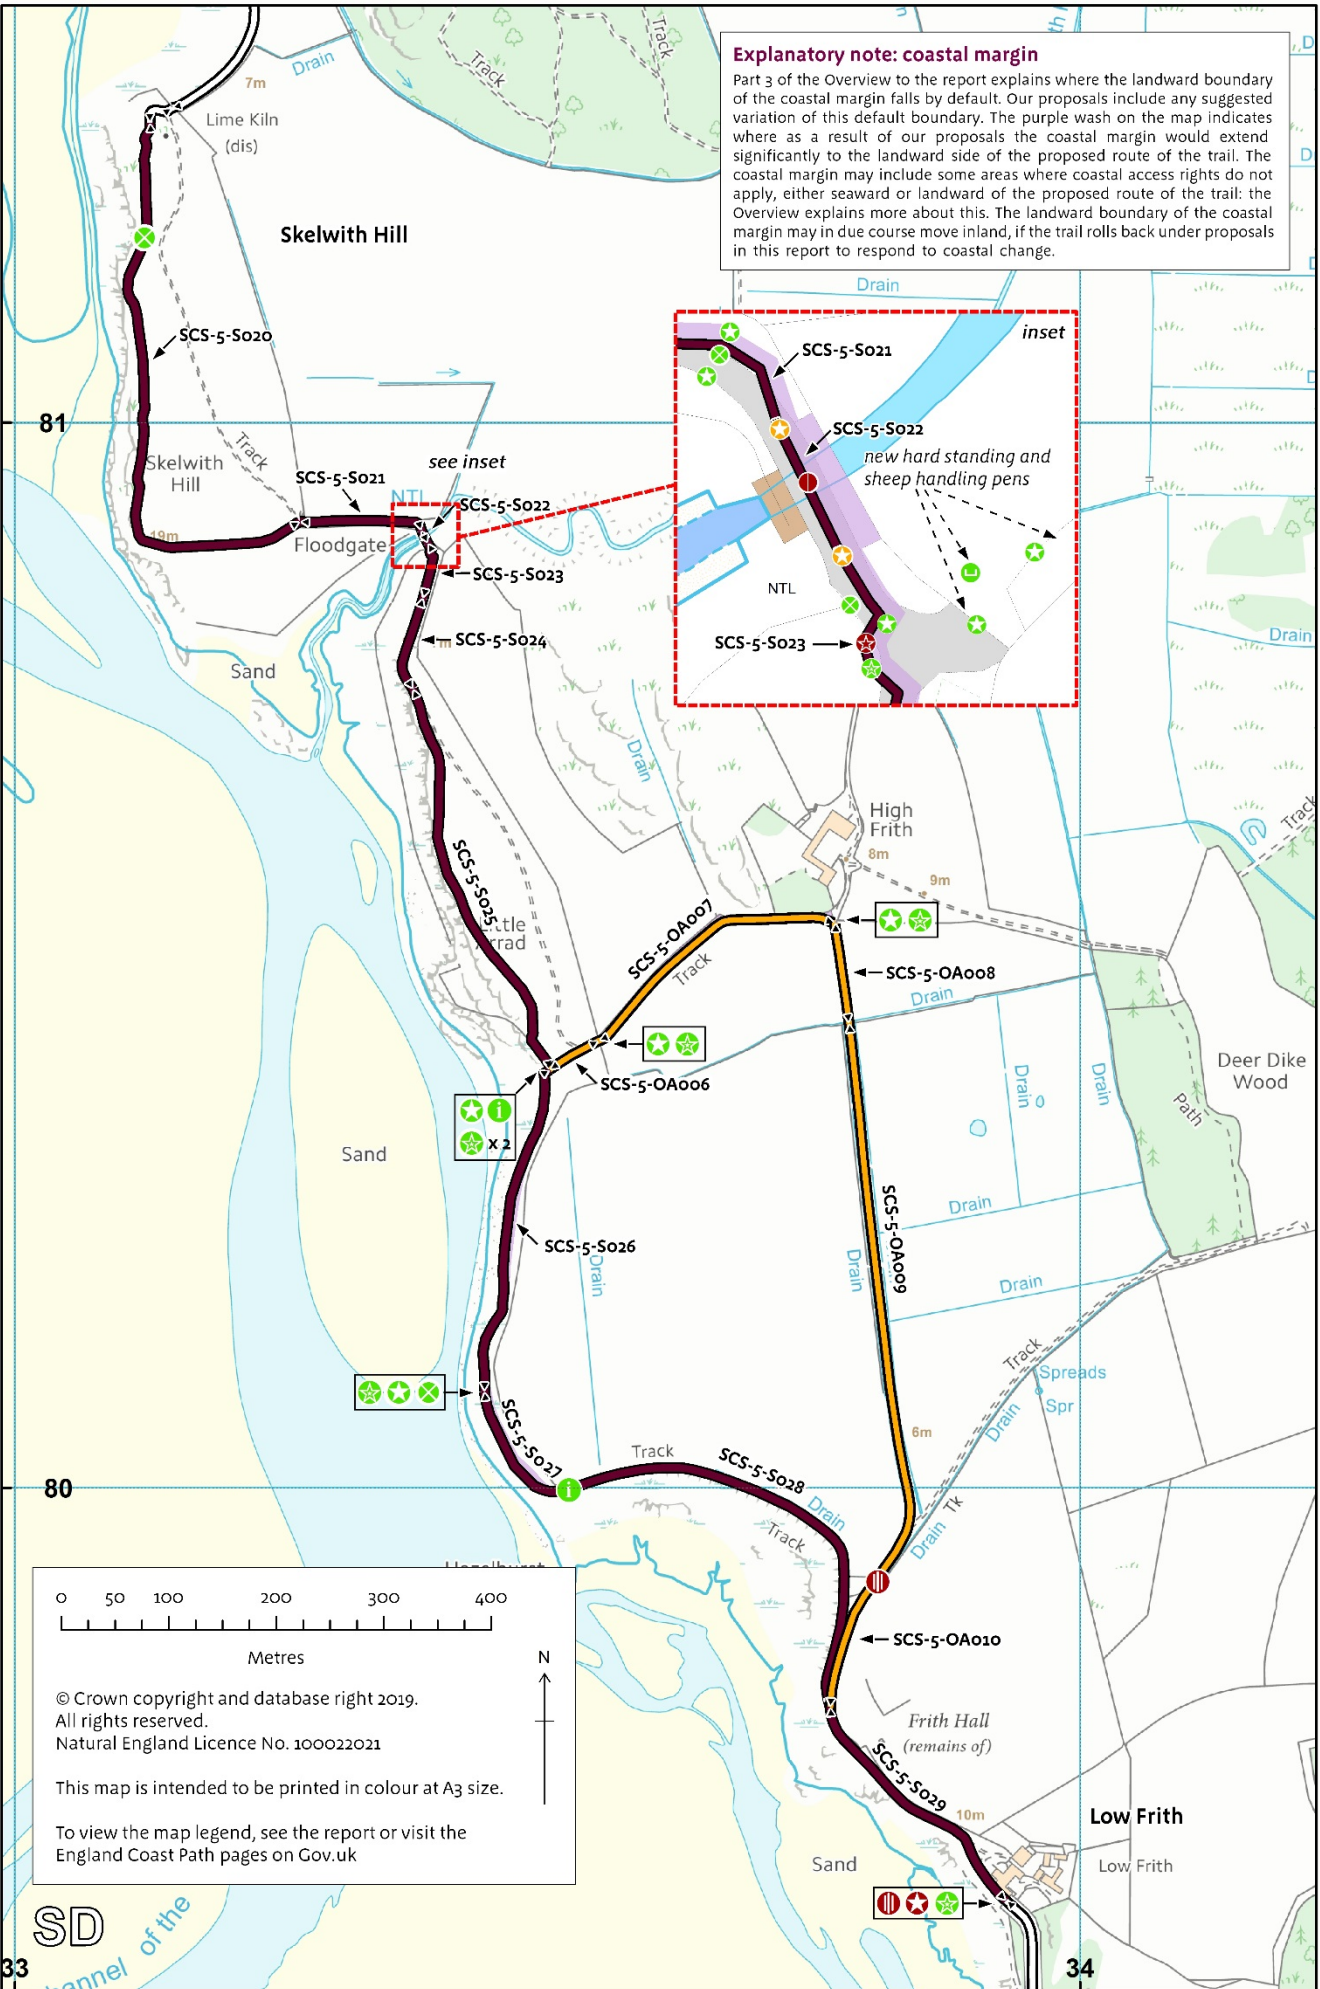 Explanatory note: coastal margin
Part 3 of the Overview to the report explains where the landward boundary
of the coastal margin falls by default. Our proposals include any suggested
variation of this default boundary. The purple wash on the map indicates
where as a result of our proposals the coastal margin would extend
significantly to the landward side of the proposed route of the trail. The
coastal margin may include some areas where coastal access rights do not
apply, either seaward or landward of the proposed route of the trail: the
Overview explains more about this. The landward boundary of the coastal
margin may in due course move inland, if the trail rolls back under proposals
in this report to respond to coastal change.
Drain
Track
Track
7m
Lime Kiln
(dis)
Skelwith Hill
Drain
SCS-5-S020
inset
SCS-5-S021
SCS-5-S022
new hard standing and
sheep handling pens
NTL
SCS-5-S023
81
Track
Skelwith
Hill
see inset
SCS-5-S021
NTL
SCS-5-S022
19m
Floodgate
SCS-5-S023
SCS-5-S024
Sand
Drain
Drain
High
Frith
8m
9m
Track
SCS-5-S025
SCS-5-OA007
Track
SCS-5-OA008
Drain
SCS-5-OA006
Drain
Drain
Deer Dike
Wood
Path
x 2
Sand
SCS-5-OA009
Drain
Drain
Drain
SCS-5-S026
Drain
Track
Spreads
Spr
Drain
6m
SCS-5-S027
Track
SCS-5-S028
80
Drain
Track
Drain
Tk
SCS-5-OA010
0 50 100 200 300 400
Metres
N
© Crown copyright and database right 2019.
All rights reserved.
Natural England Licence No. 100022021
This map is intended to be printed in colour at A3 size.
To view the map legend, see the report or visit the
England Coast Path pages on Gov.uk
Frith Hall
(remains of)
SCS-5-S029
10m
Low Frith
Low Frith
Sand
SD
of the
33
34